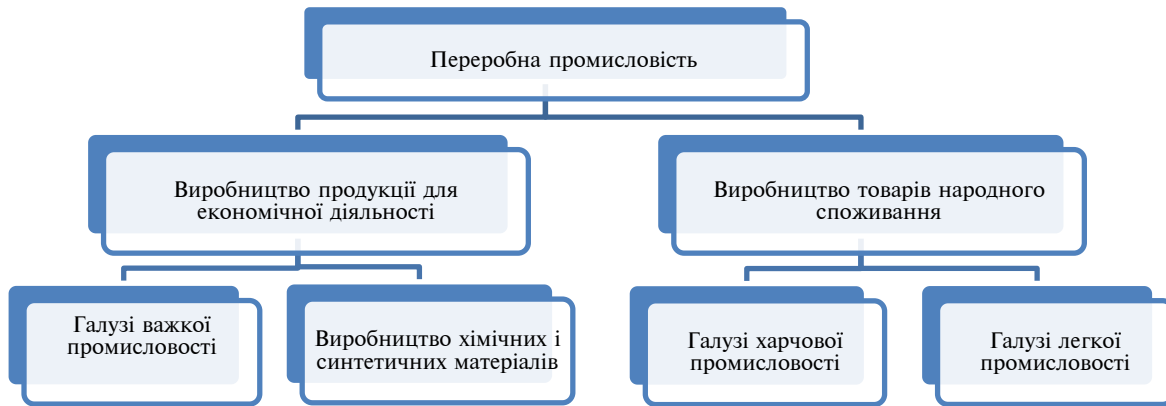 Переробна промисловість
Виробництво продукції для
економічної діяльності
Виробництво товарів народного
споживання
Галузі важкої
промисловості
Виробництво хімічних і
синтетичних матеріалів
Галузі харчової
промисловості
Галузі легкої
промисловості